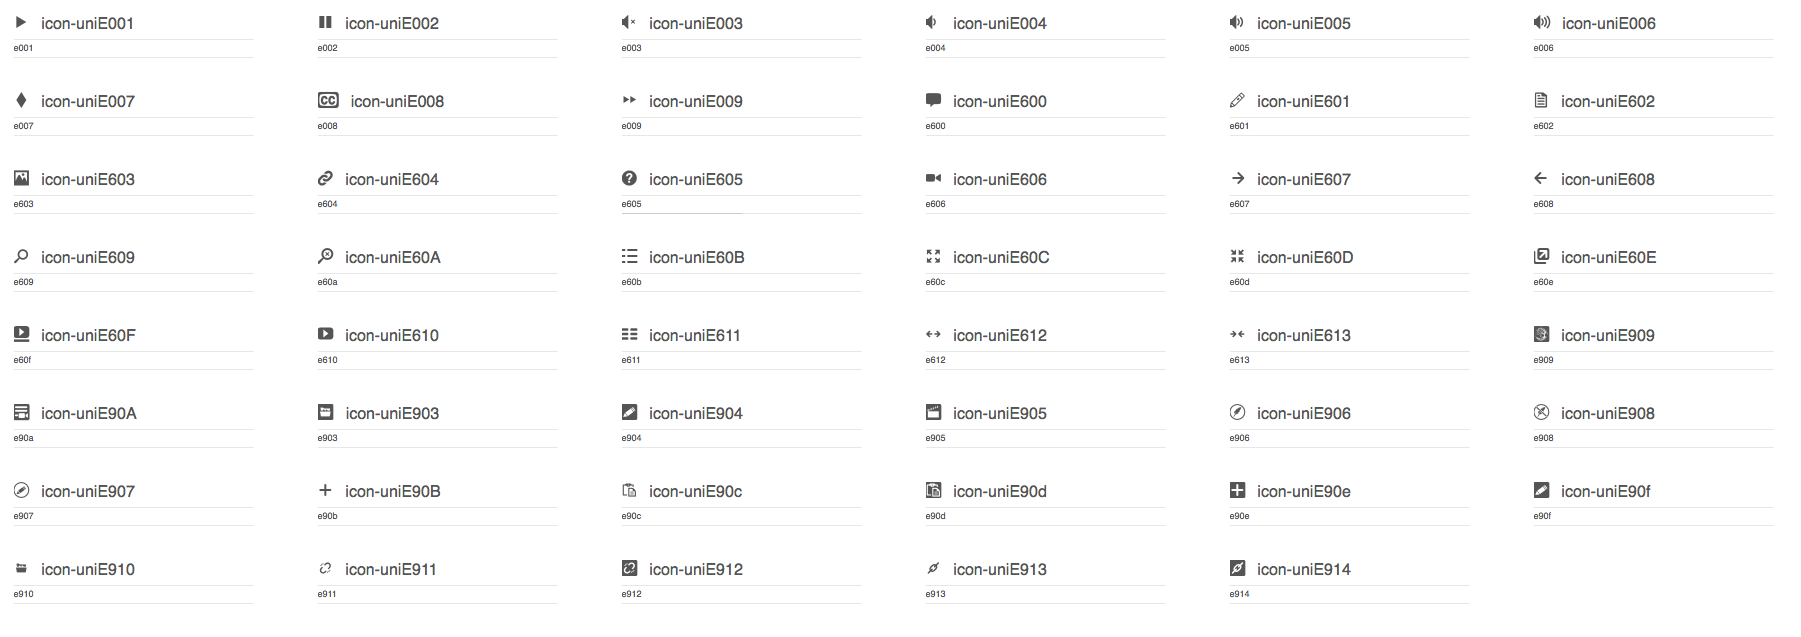 icon-uniE001 icon-uniE002 icon-uniE003 icon-uniE004 icon-uniE005 icon-uniE006
e001 e002 e003 e004 e005 e006
icon-uniE007 CC icon-uniE008 icon-uniE009 icon-uniE600 icon-uniE601 icon-uniE602
e007 e008 e009 e600 e601 e602
icon-uniE603 icon-uniE604 icon-uniE605 icon-uniE606 icon-uniE607 icon-uniE608
e603 e604 e605 e606 e607 e608
icon-uniE609 icon-uniE60A icon-uniE60B icon-uniE60C icon-uniE60D icon-uniE60E
e609 e60a e60b e60c e60d e60e
icon-uniE60F icon-uniE610 icon-uniE611 icon-uniE612 icon-uniE613 icon-uniE909
e60f e610 e611 e612 e613 e909
icon-uniE90A icon-uniE903 icon-uniE904 icon-uniE905 icon-uniE906 icon-uniE908
e90a e903 e904 e905 e906 e908
icon-uniE907 icon-uniE90B icon-uniE90c icon-uniE90d icon-uniE90e icon-uniE90f
e907 e90b e90c e90d e90e e90f
icon-uniE910 icon-uniE911 icon-uniE912 icon-uniE913 icon-uniE914
e910 e911 e912 e913 e914